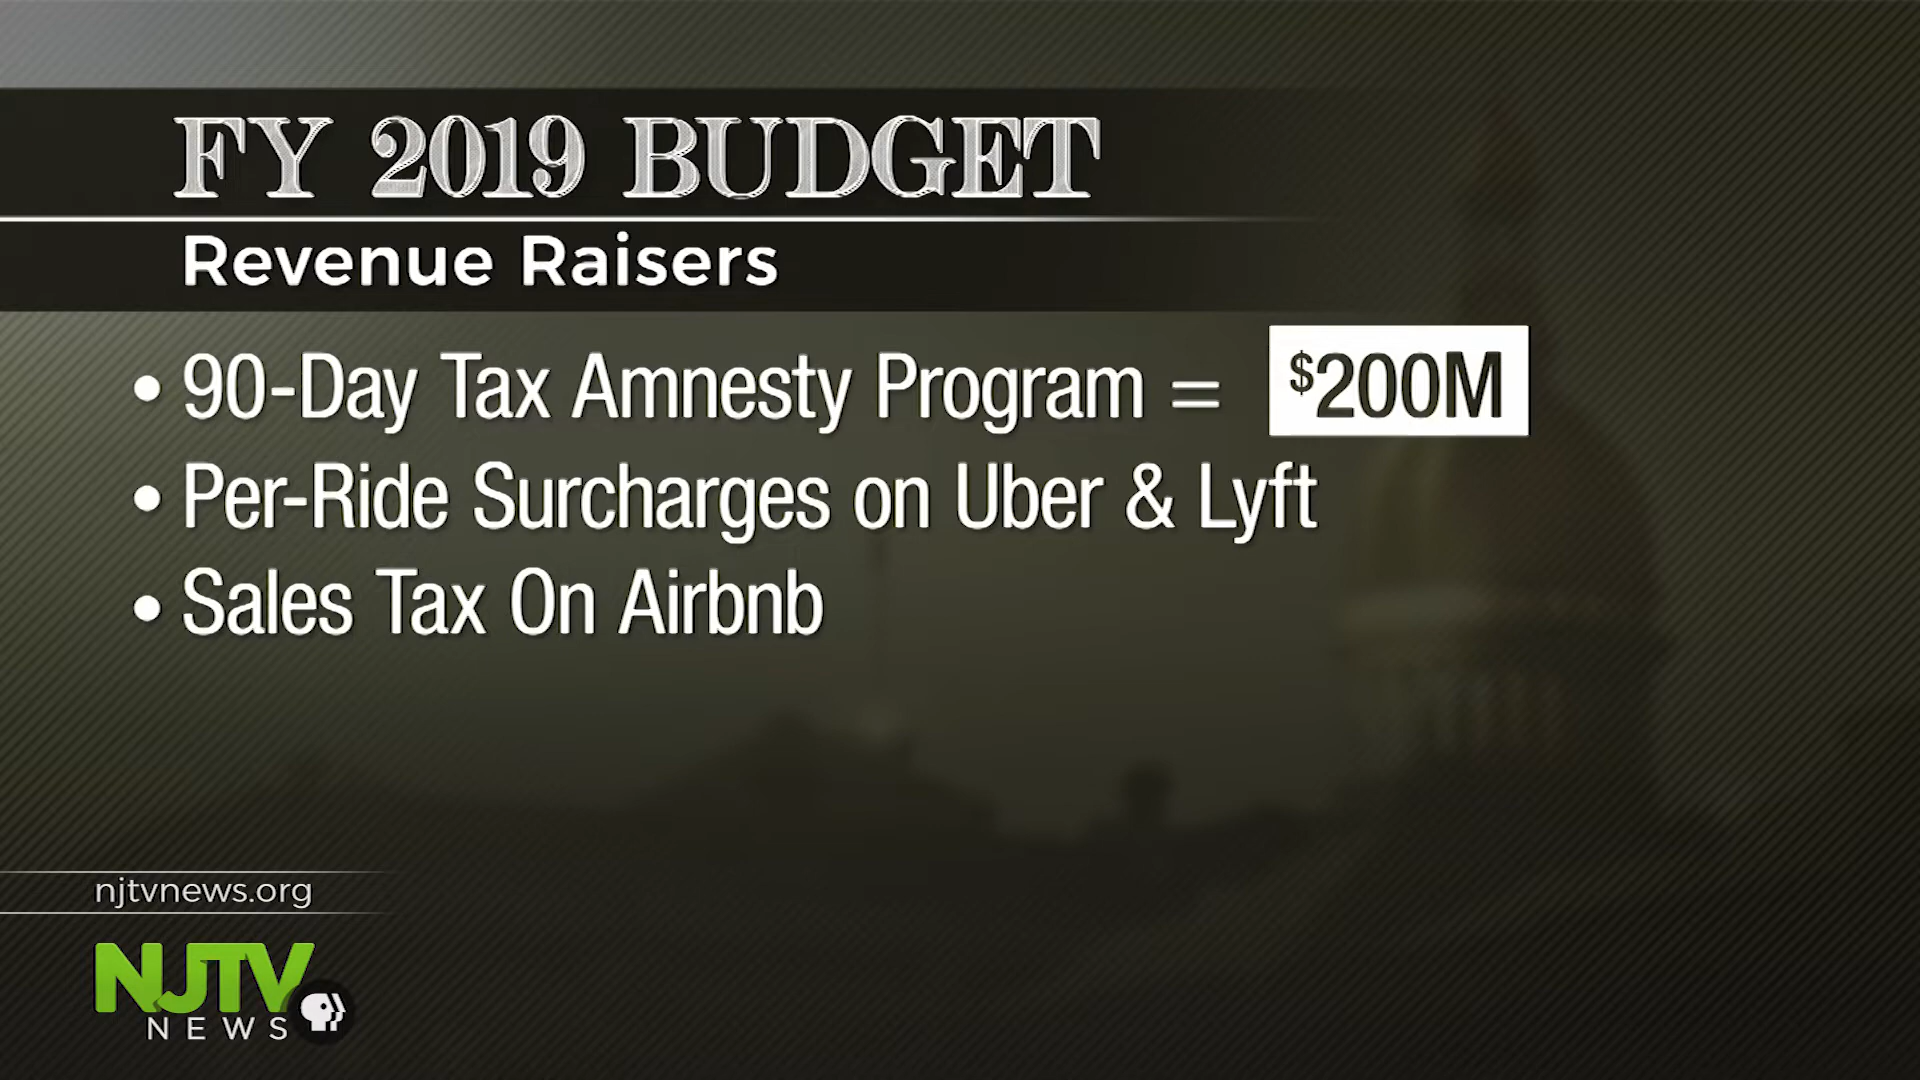 FY 2019 BUDGET
Revenue Raisers
• 90-Day Tax Amnesty Program = $200M
• Per-Ride Surcharges on Uber & Lyft
• Sales Tax On Airbnb
njtvnews.org
NJTV
NEWS